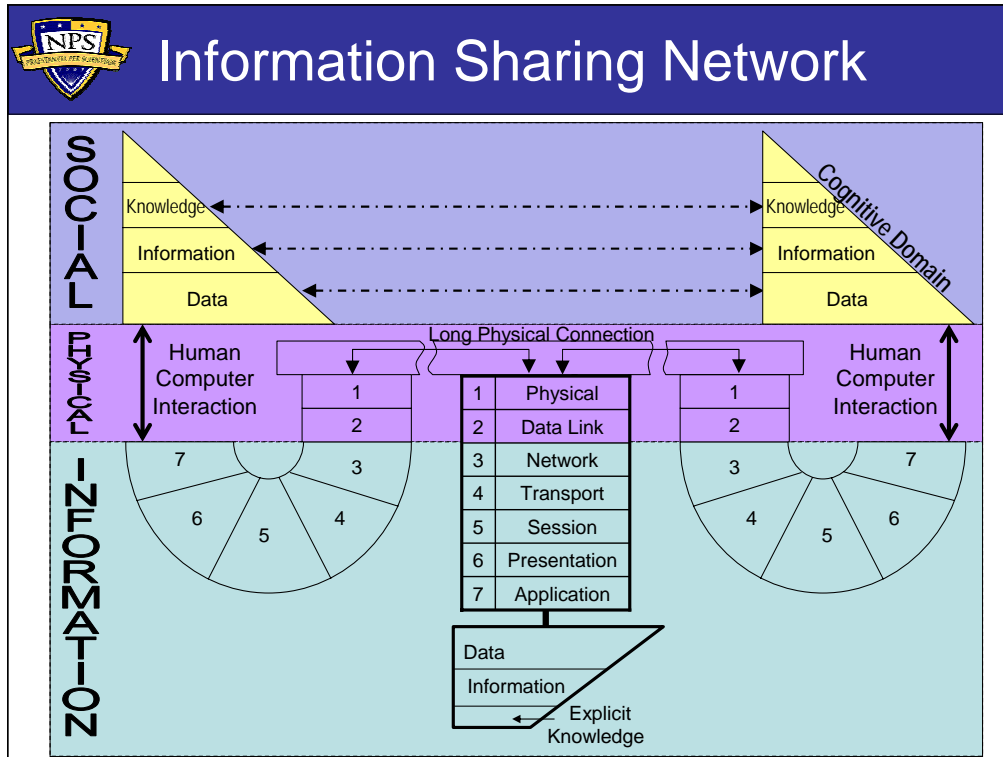 NPS
PRAESTANTIA PER SCIENTIAM
Information Sharing Network
SOCIAL
Knowledge
Information
Data
Knowledge
Information
Data
Cognitive Domain
PHYSICAL
Long Physical Connection
Human
Computer
Interaction
1
2
1 Physical
2 Data Link
3 Network
4 Transport
5 Session
6 Presentation
7 Application
1
2
Human
Computer
Interaction
INFORMATION
7
6
5
4
3
3
4
5
6
7
Data
Information
Explicit
Knowledge